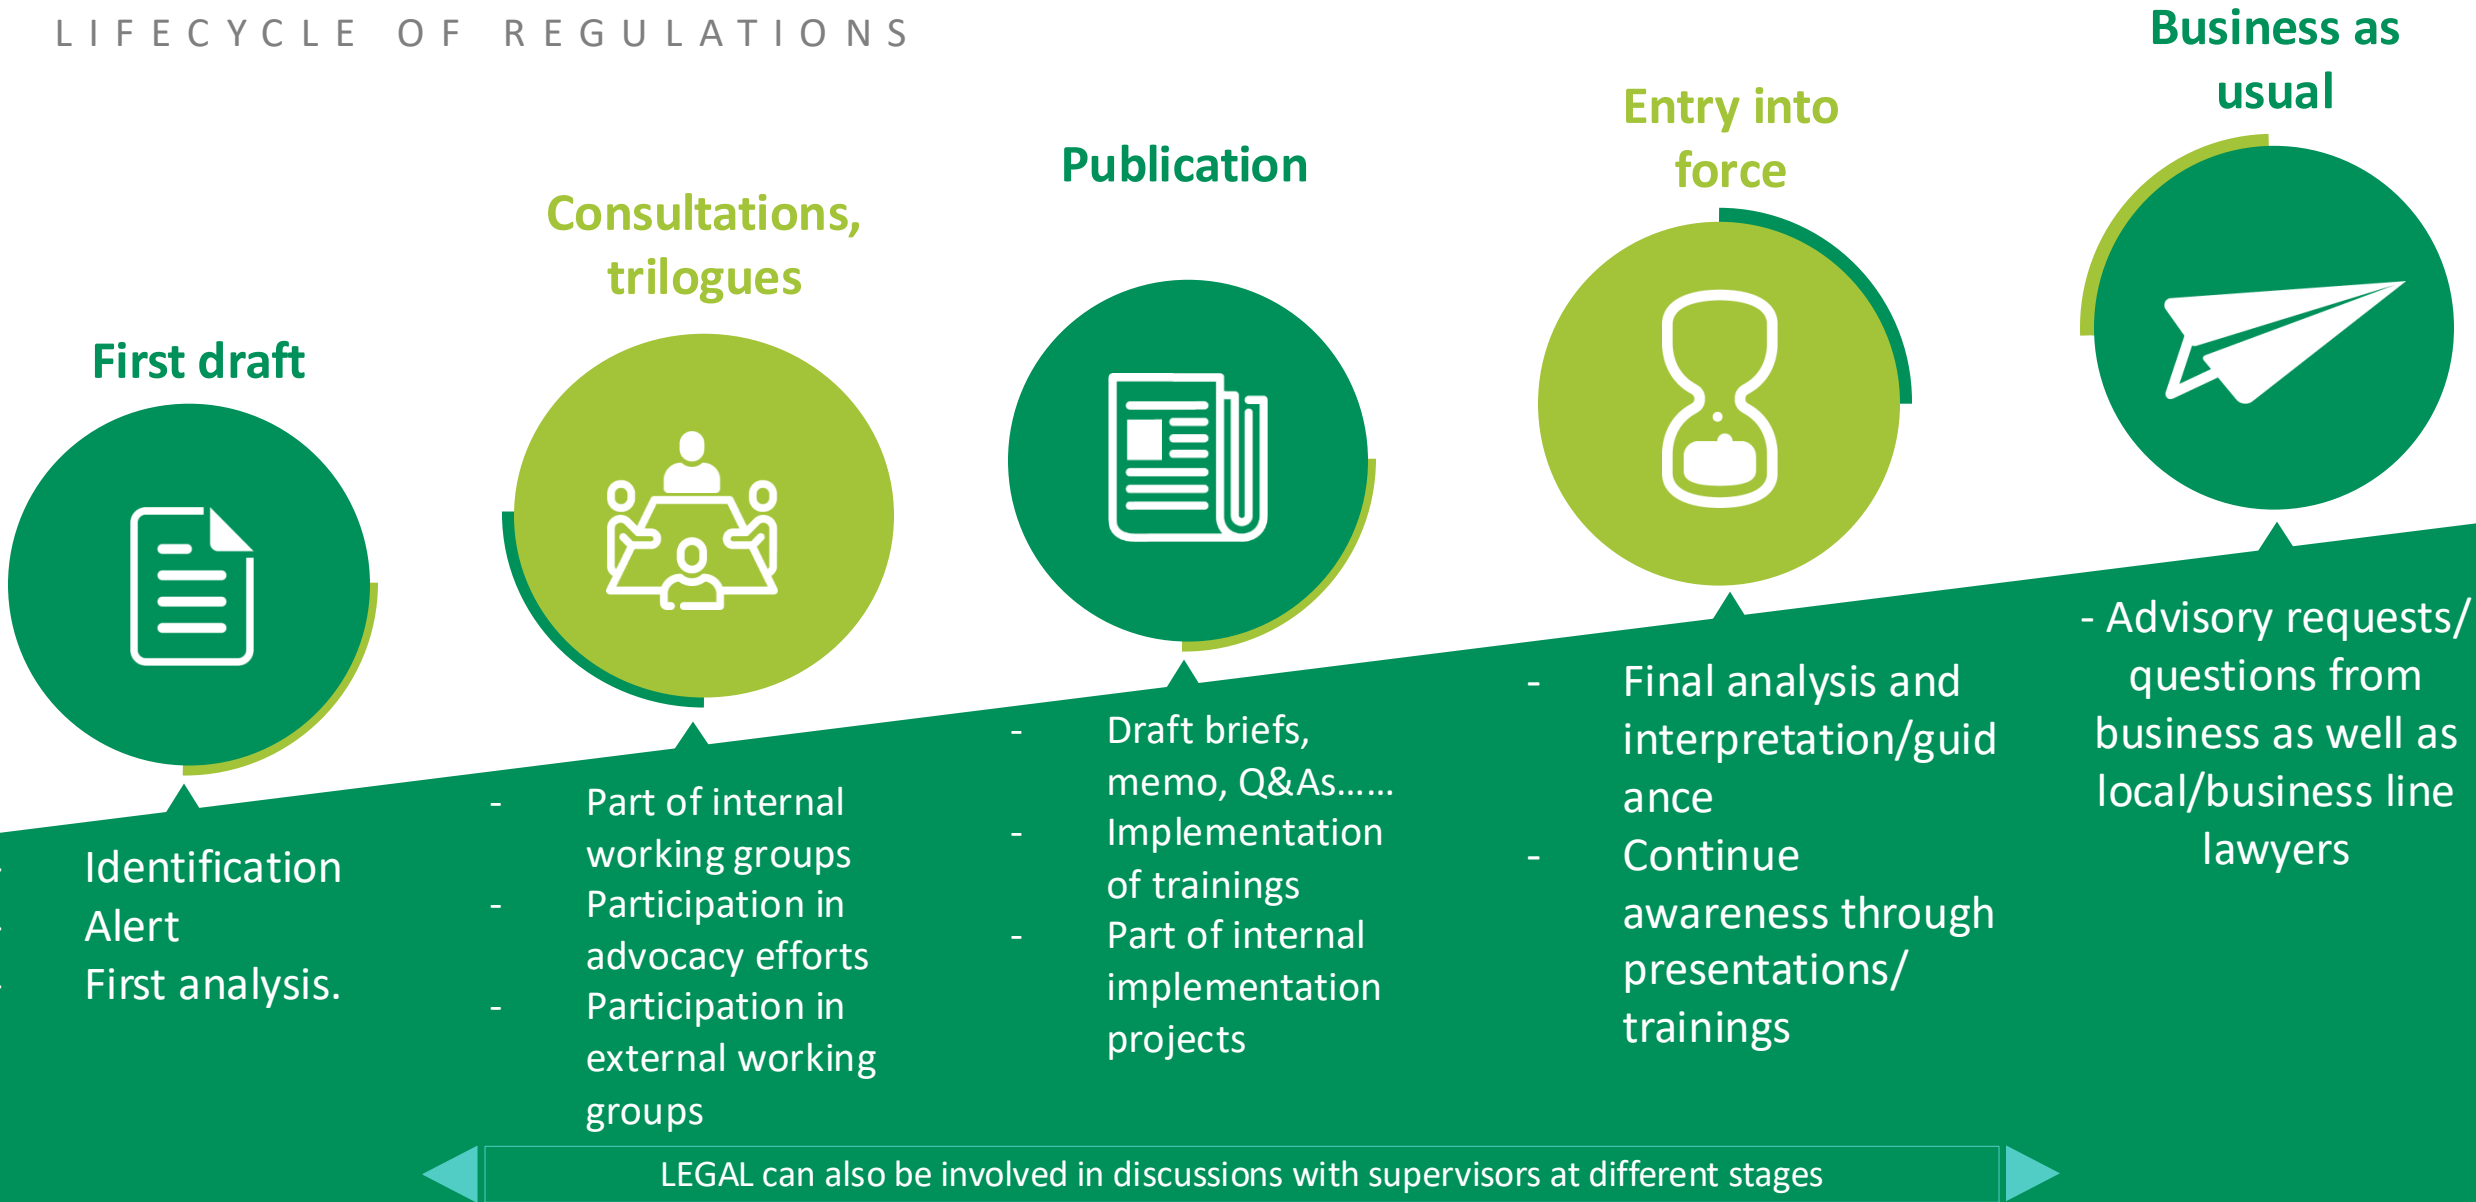 LIFECYCLE OF REGULATIONS
First draft
- Identification
- Alert
- First analysis.
Consultations,
trilogues
- Part of internal
working groups
- Participation in
advocacy efforts
- Participation in
external working
groups
Publication
- Draft briefs,
memo, Q&As......
- Implementation
of trainings
- Part of internal
implementation
projects
Entry into
force
- Final analysis and
interpretation/guid
ance
- Continue
awareness through
presentations/
trainings
Business as
usual
- Advisory requests/
questions from
business as well as
local/business line
lawyers
LEGAL can also be involved in discussions with supervisors at different stages